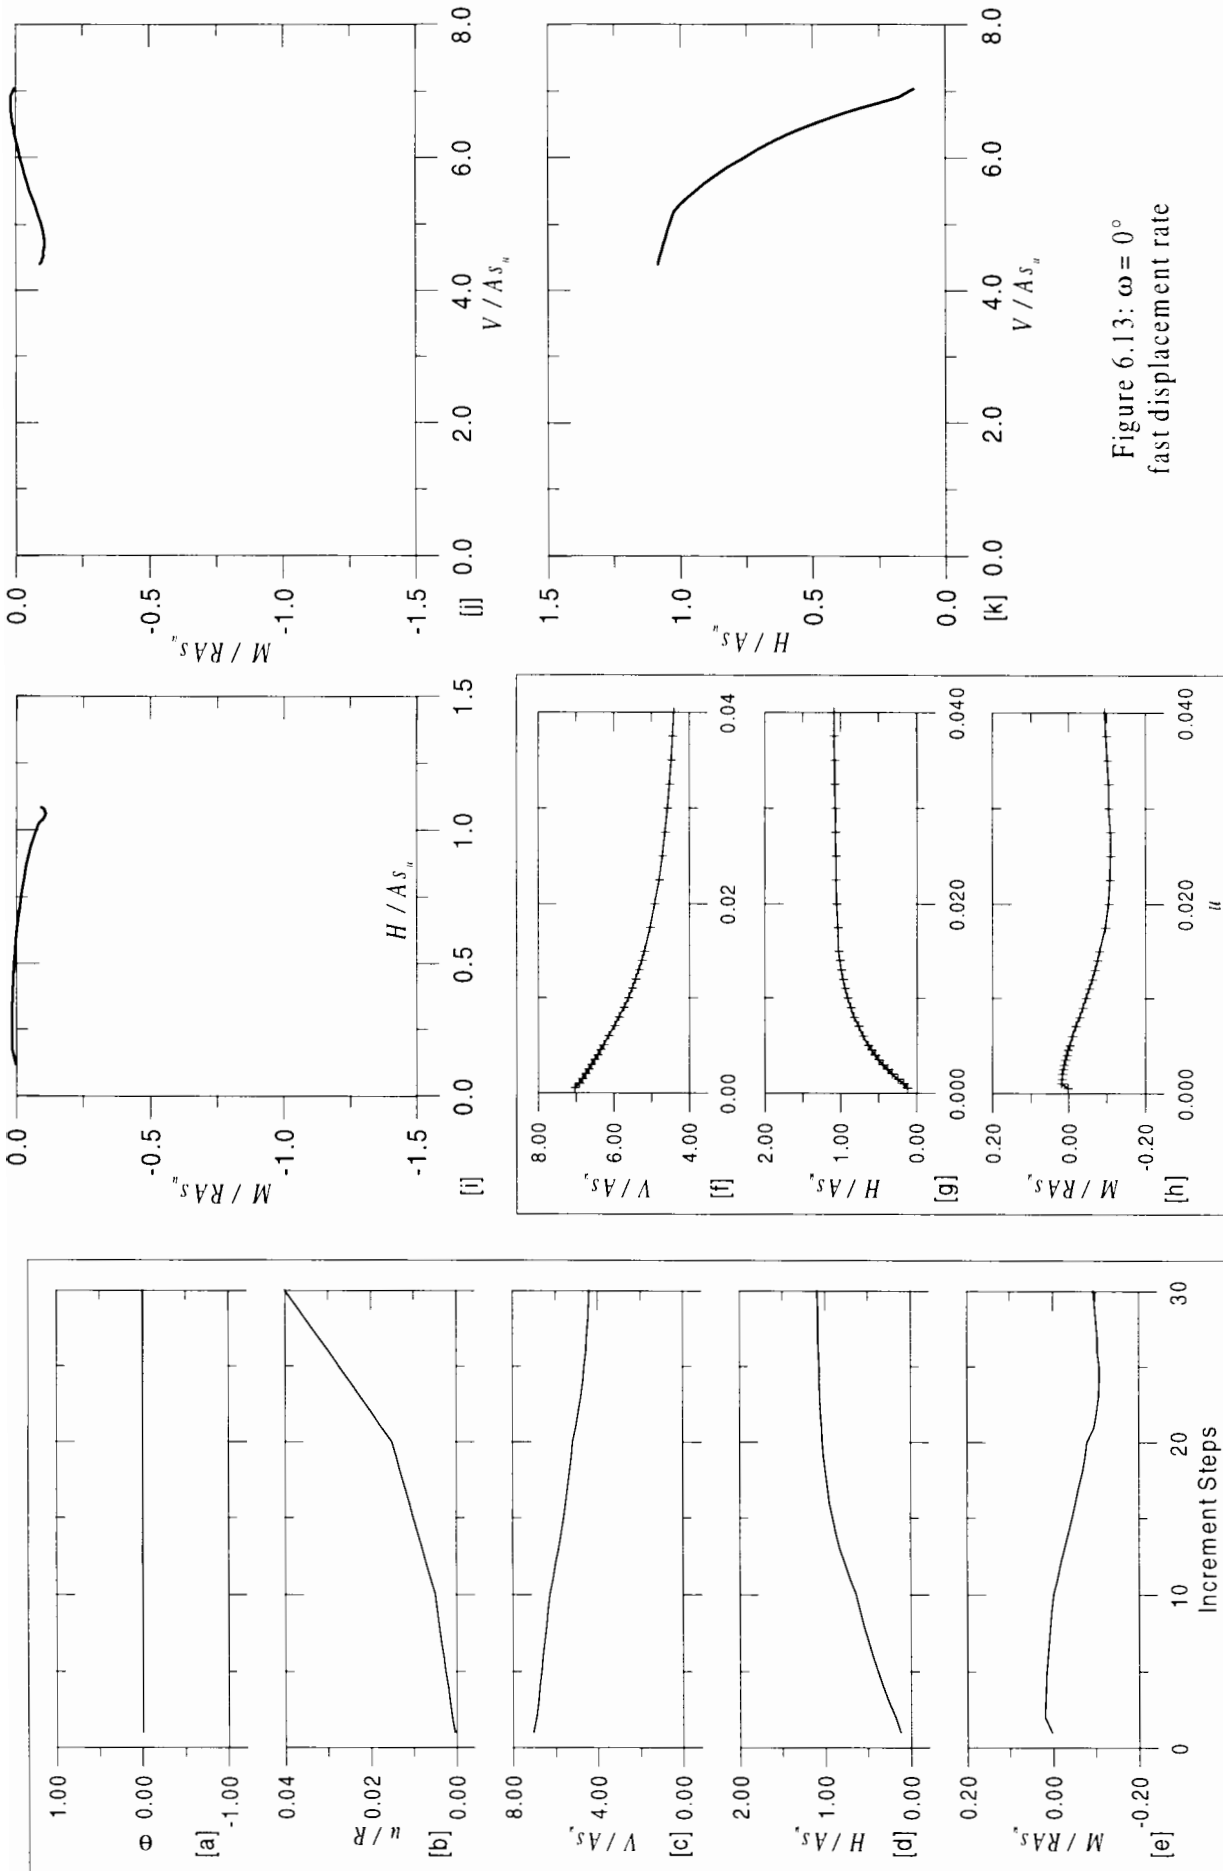 1.00
θ 0.00
[a] -1.00
0.04
u / R 0.02
[b] 0.00
8.00
V / As_u 4.00
[c] 0.00
2.00
H / As_u 1.00
[d] 0.00
0.20
M / RAs_u 0.00
[e] -0.20
0 10 20 30
Increment Steps
0.0
-0.5
M / RAs_u
-1.0
[i] -1.5
0.0 0.5 1.0 1.5
H / As_u
8.00
V / As_u 6.00
[f] 4.00
0.00 0.02 0.04
2.00
H / As_u 1.00
[g] 0.00
0.000 0.020 0.040
0.20
M / RAs_u 0.00
[h] -0.20
0.000 0.020 0.040
u
0.0
-0.5
M / RAs_u
-1.0
[j] -1.5
0.0 2.0 4.0 6.0 8.0
V / As_u
1.5
1.0
H / As_u
0.5
[k] 0.0
0.0 2.0 4.0 6.0 8.0
V / As_u
Figure 6.13: ω = 0°
fast displacement rate